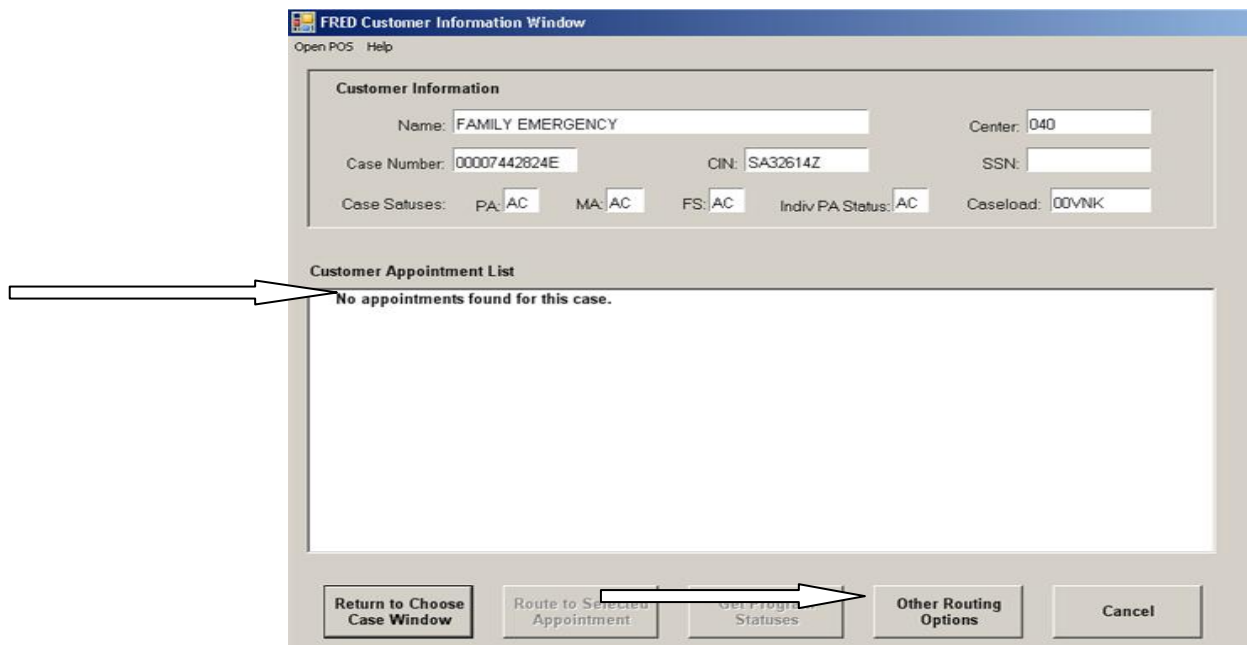 FRED Customer Information Window
Open POS Help
Customer Information
Name: FAMILY EMERGENCY Center: 040
Case Number: 00007442824E CIN: SA32614Z SSN:
Case Satuses: PA: AC MA: AC FS: AC Indiv PA Status: AC Caseload: 00VNK
Customer Appointment List
No appointments found for this case.
Return to Choose
Case Window
Route to Selected
Appointment
Get Program
Statuses
Other Routing
Options
Cancel